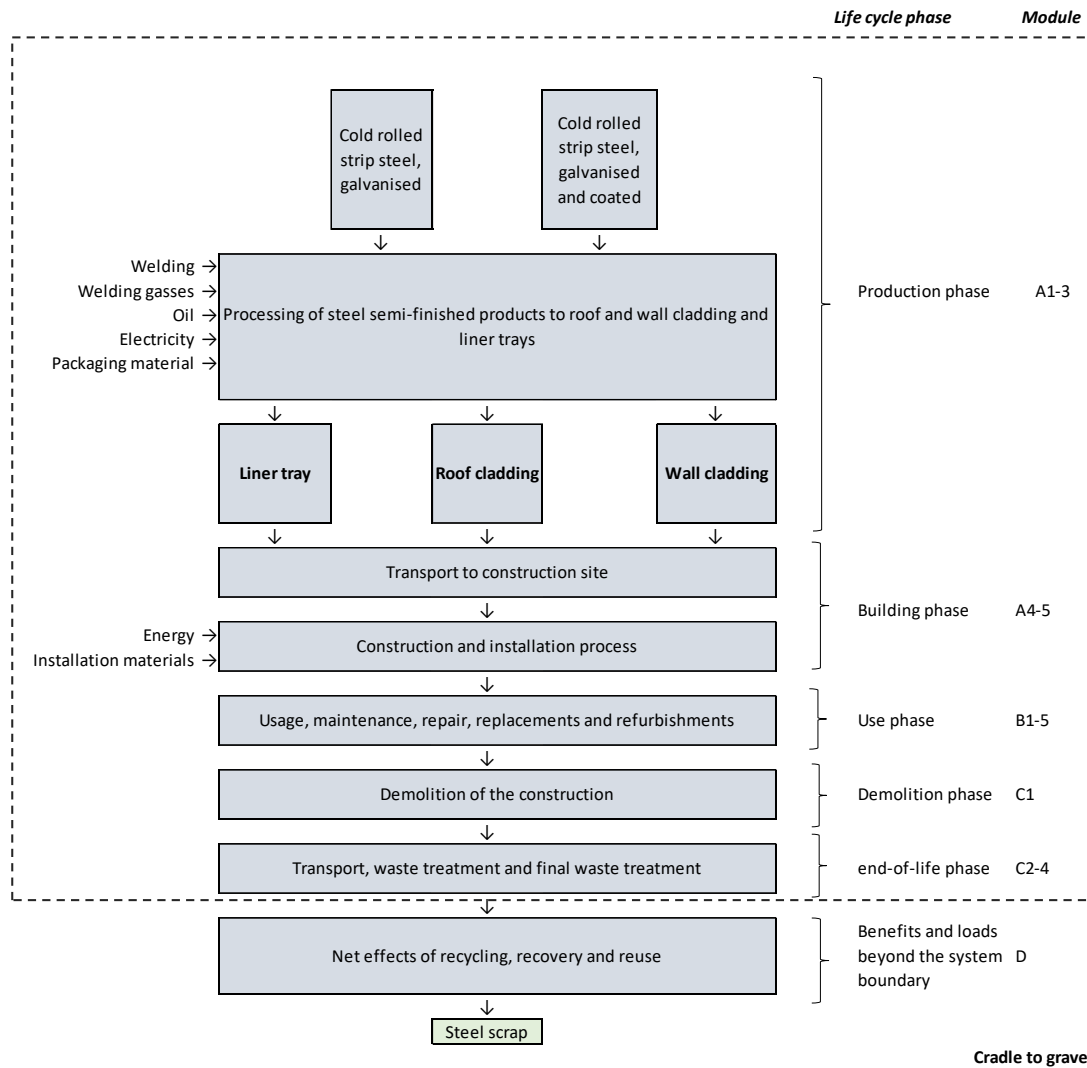 Life cycle phase Module
Cold rolled
strip steel,
galvanised
Cold rolled
strip steel,
galvanised
and coated
Welding
Welding gasses
Oil
Electricity
Packaging material
Processing of steel semi-finished products to roof and wall cladding and
liner trays
Production phase A1-3
Liner tray
Roof cladding
Wall cladding
Transport to construction site
Building phase A4-5
Energy
Installation materials
Construction and installation process
Usage, maintenance, repair, replacements and refurbishments
Use phase B1-5
Demolition of the construction
Demolition phase C1
Transport, waste treatment and final waste treatment
end-of-life phase C2-4
Net effects of recycling, recovery and reuse
Benefits and loads
beyond the system D
boundary
Steel scrap
Cradle to grave